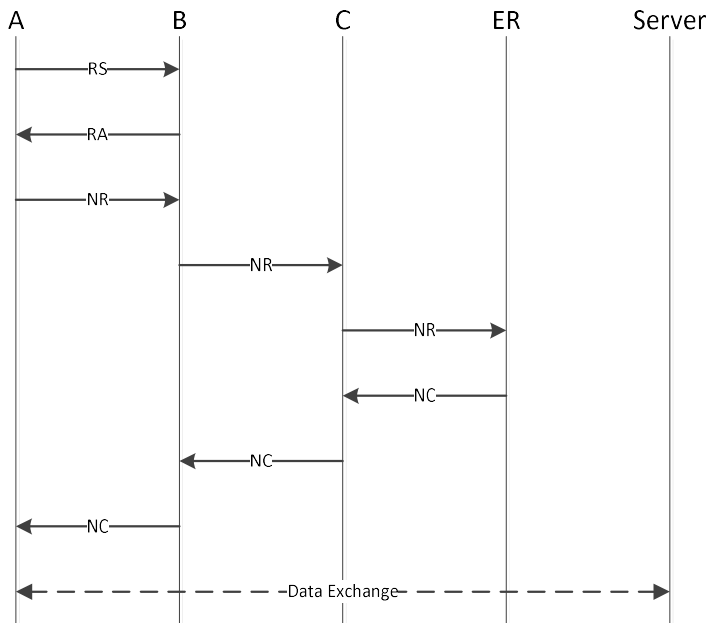 A B C ER Server
RS
RA
NR
NR
NR
NC
NC
NC
Data Exchange